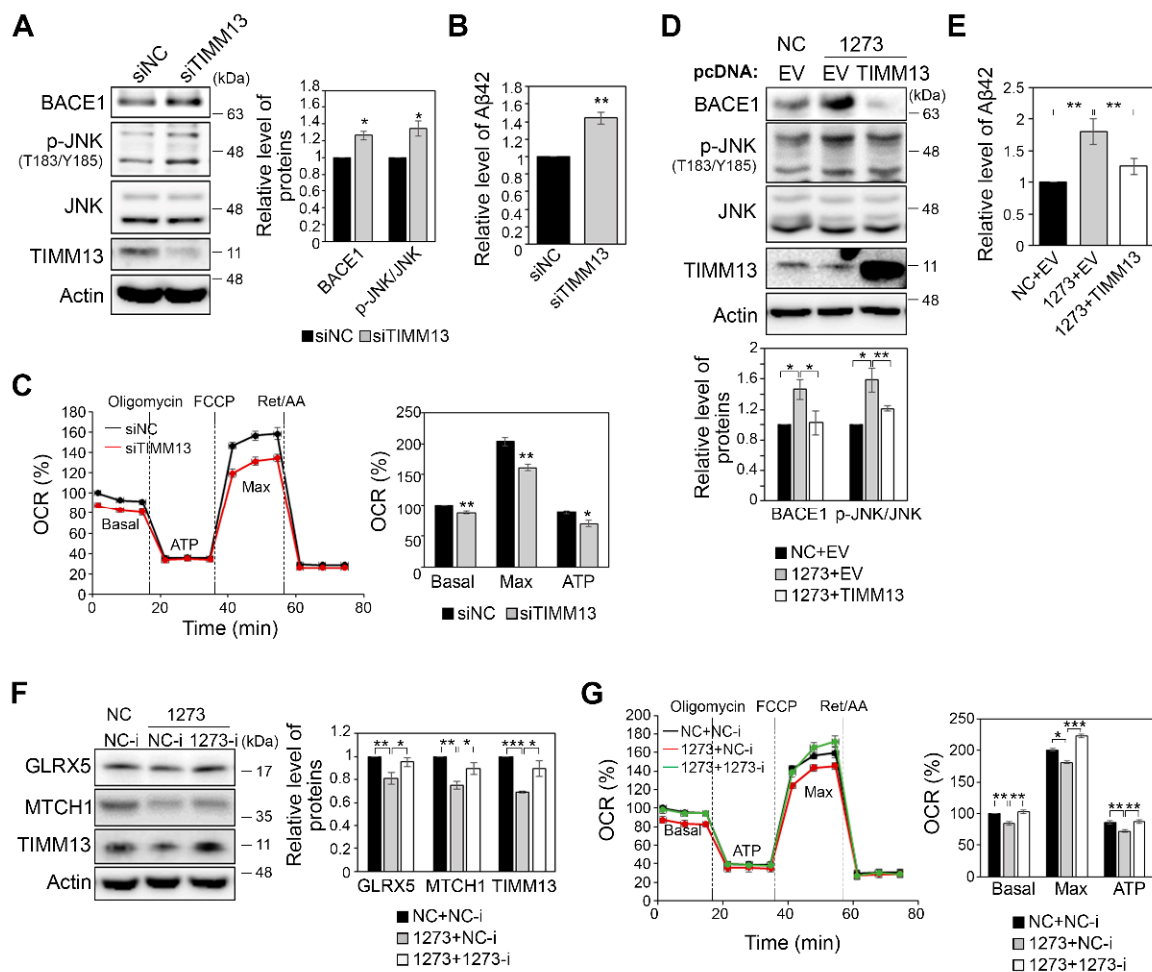 A
siNC
siTIMM13
(kDa)
BACE1
63
p-JNK
(T183/Y185)
48
JNK
48
TIMM13
11
48
Actin
Relative level of
proteins
1.4
1.2
1
0.8
0.6
0.4
0.2
0
*
*
BACE1
p-JNK/JNK
siNC
siTIMM13
B
Relative level of Aβ42
1.6
1.4
1.2
1
0.8
0.6
0.4
0.2
0
**
siNC
siTIMM13
C
Oligomycin
FCCP
Ret/AA
OCR (%)
180
160
140
120
100
80
60
40
20
0
siNC
siTIMM13
Basal
ATP
Max
0
20
40
60
80
Time (min)
OCR (%)
250
200
150
100
50
0
**
**
*
Basal
Max
ATP
siNC
siTIMM13
D
NC
1273
pcDNA:
EV
EV
TIMM13
(kDa)
BACE1
63
p-JNK
(T183/Y185)
48
JNK
48
TIMM13
11
48
Actin
Relative level of
proteins
2
1.6
1.2
0.8
0.4
0
*
*
*
**
BACE1
p-JNK/JNK
NC+EV
1273+EV
1273+TIMM13
E
Relative level of Aβ42
2.5
2
1.5
1
0.5
0
**
**
NC+EV
1273+EV
1273+TIMM13
F
NC
1273
NC-i
NC-i
1273-i
(kDa)
GLRX5
17
MTCH1
35
TIMM13
11
48
Actin
Relative level of
proteins
1
0.8
0.6
0.4
0.2
0
**
*
**
*
***
*
GLRX5
MTCH1
TIMM13
NC+NC-i
1273+NC-i
1273+1273-i
G
Oligomycin
FCCP
Ret/AA
OCR (%)
200
180
160
140
120
100
80
60
40
20
0
NC+NC-i
1273+NC-i
1273+1273-i
Basal
ATP
Max
0
20
40
60
80
Time (min)
OCR (%)
250
200
150
100
50
0
**
**
*
***
**
**
Basal
Max
ATP
NC+NC-i
1273+NC-i
1273+1273-i